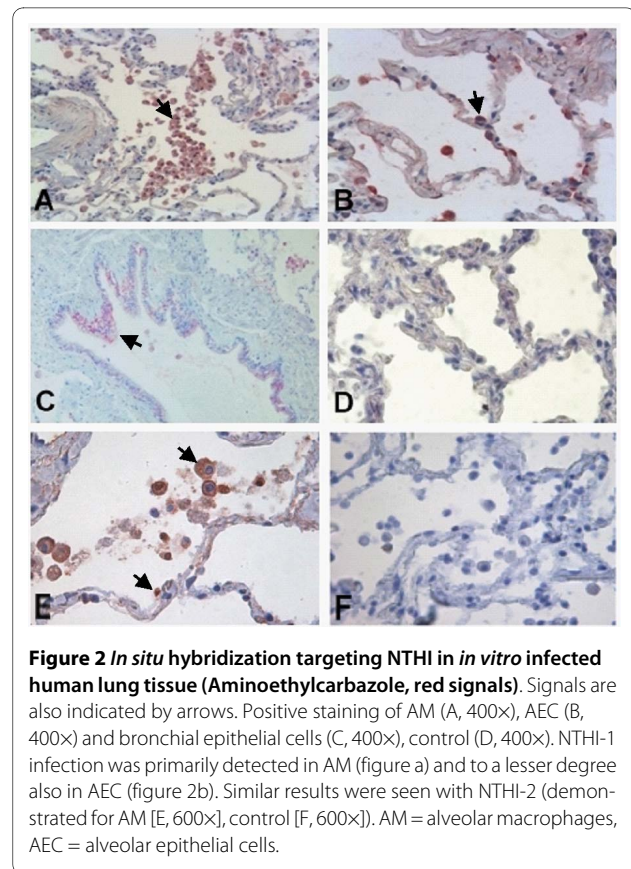 A
B
C
D
E
F
Figure 2 In situ hybridization targeting NTHI in in vitro infected
human lung tissue (Aminoethylcarbazole, red signals). Signals are
also indicated by arrows. Positive staining of AM (A, 400×), AEC (B,
400×) and bronchial epithelial cells (C, 400×), control (D, 400×). NTHI-1
infection was primarily detected in AM (figure a) and to a lesser degree
also in AEC (figure 2b). Similar results were seen with NTHI-2 (demon-
strated for AM [E, 600×], control [F, 600×]). AM = alveolar macrophages,
AEC = alveolar epithelial cells.